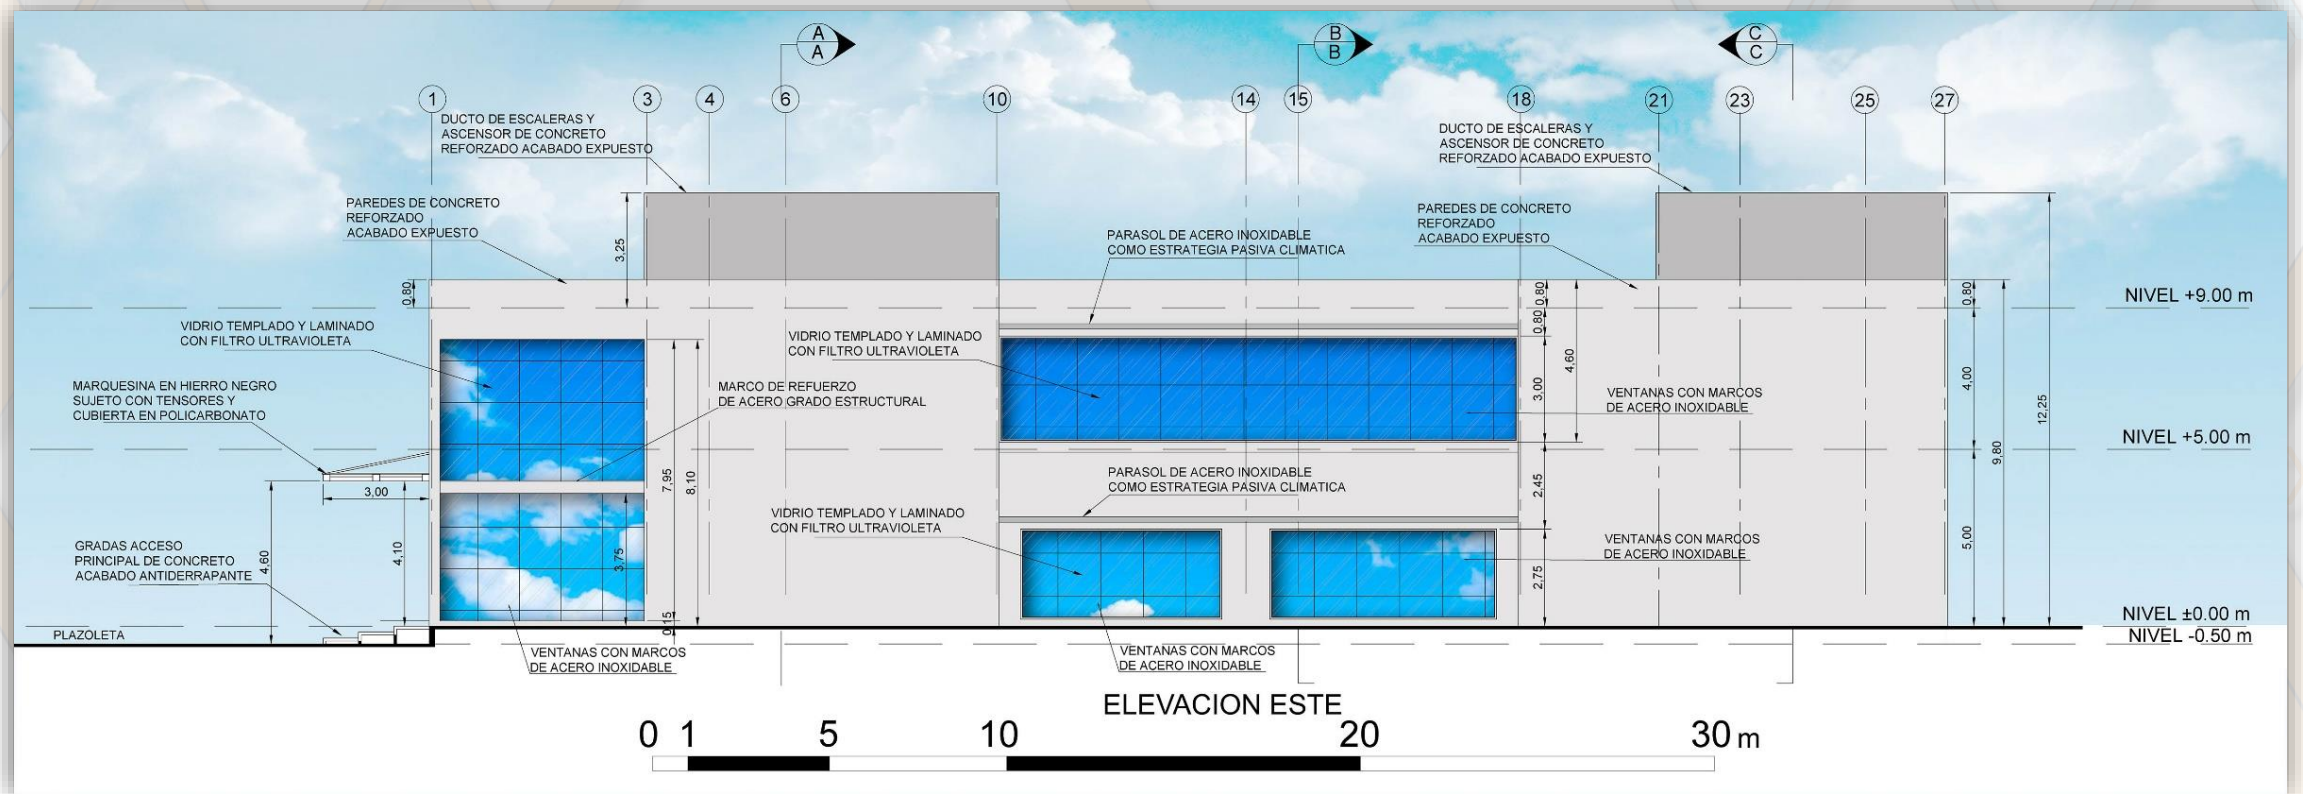 A
A
B
B
C
C
1
3
4
6
10
14
15
18
21
23
25
27
DUCTO DE ESCALERAS Y
ASCENSOR DE CONCRETO
REFORZADO ACABADO EXPUESTO
DUCTO DE ESCALERAS Y
ASCENSOR DE CONCRETO
REFORZADO ACABADO EXPUESTO
PAREDES DE CONCRETO
REFORZADO
ACABADO EXPUESTO
PAREDES DE CONCRETO
REFORZADO
ACABADO EXPUESTO
PARASOL DE ACERO INOXIDABLE
COMO ESTRATEGIA PASIVA CLIMATICA
3,25
0,80
0,80
0,80
4,60
3,00
0,80
4,00
9,80
12,25
NIVEL +9.00 m
VIDRIO TEMPLADO Y LAMINADO
CON FILTRO ULTRAVIOLETA
VIDRIO TEMPLADO Y LAMINADO
CON FILTRO ULTRAVIOLETA
MARQUESINA EN HIERRO NEGRO
SUJETO CON TENSORES Y
CUBIERTA EN POLICARBONATO
MARCO DE REFUERZO
DE ACERO GRADO ESTRUCTURAL
VENTANAS CON MARCOS
DE ACERO INOXIDABLE
NIVEL +5.00 m
3,00
7,95
8,10
PARASOL DE ACERO INOXIDABLE
COMO ESTRATEGIA PASIVA CLIMATICA
2,45
VIDRIO TEMPLADO Y LAMINADO
CON FILTRO ULTRAVIOLETA
GRADAS ACCESO
PRINCIPAL DE CONCRETO
ACABADO ANTIDERRAPANTE
4,60
4,10
3,75
0,15
VENTANAS CON MARCOS
DE ACERO INOXIDABLE
2,75
5,00
NIVEL ±0.00 m
NIVEL -0.50 m
PLAZOLETA
VENTANAS CON MARCOS
DE ACERO INOXIDABLE
VENTANAS CON MARCOS
DE ACERO INOXIDABLE
ELEVACION ESTE
0 1 5 10 20 30 m